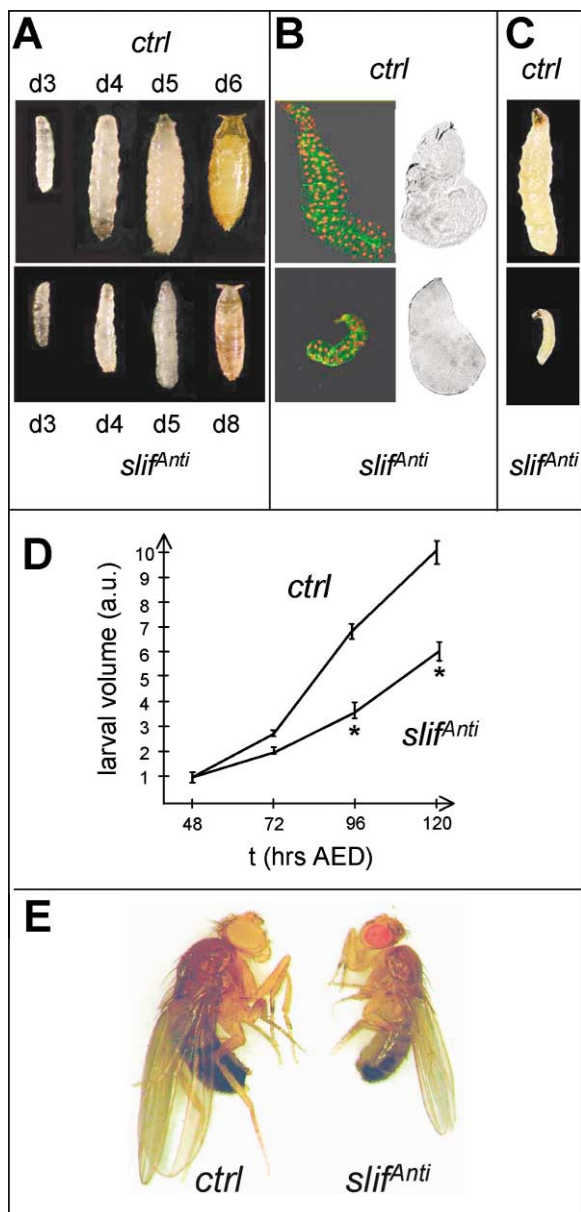 A
ctrl
d3 d4 d5 d6
d3 d4 d5 d8
slif^Anti
B
ctrl
slif^Anti
C
ctrl
slif^Anti
D
larval volume (a.u.)
10
9
8
7
6
5
4
3
2
1
ctrl
*
*
slif^Anti
48 72 96 120
t (hrs AED)
E
ctrl slif^Anti